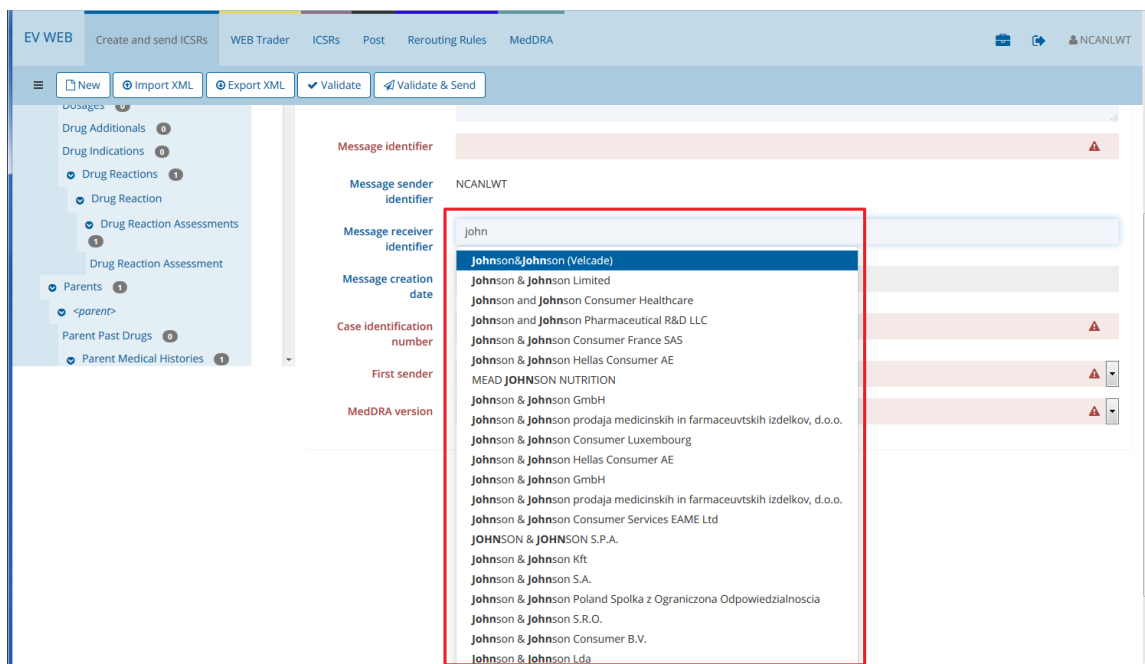 EV WEB Create and send ICSRs WEB Trader ICSRs Post Rerouting Rules MedDRA NCANLWT
New Import XML Export XML Validate Validate & Send
Dosages 0
Drug Additionals 0
Drug Indications 0
Drug Reactions 1
Drug Reaction
Drug Reaction Assessments
1
Drug Reaction Assessment
Parents 1
<parent>
Parent Past Drugs 0
Parent Medical Histories 1
Message identifier
Message sender
identifier
NCANLWT
Message receiver
identifier
john
Message creation
date
Case identification
number
First sender
MedDRA version
Johnson&Johnson (Velcade)
Johnson & Johnson Limited
Johnson and Johnson Consumer Healthcare
Johnson and Johnson Pharmaceutical R&D LLC
Johnson & Johnson Consumer France SAS
Johnson & Johnson Hellas Consumer AE
MEAD JOHNSON NUTRITION
Johnson & Johnson GmbH
Johnson & Johnson prodaja medicinskih in farmaceuvtskih izdelkov, d.o.o.
Johnson & Johnson Consumer Luxembourg
Johnson & Johnson Hellas Consumer AE
Johnson & Johnson GmbH
Johnson & Johnson prodaja medicinskih in farmaceuvtskih izdelkov, d.o.o.
Johnson & Johnson Consumer Services EAME Ltd
JOHNSON & JOHNSON S.P.A.
Johnson & Johnson Kft
Johnson & Johnson S.A.
Johnson & Johnson Poland Spolka z Ograniczona Odpowiedzialnoscia
Johnson & Johnson S.R.O.
Johnson & Johnson Consumer B.V.
Johnson & Johnson Lda